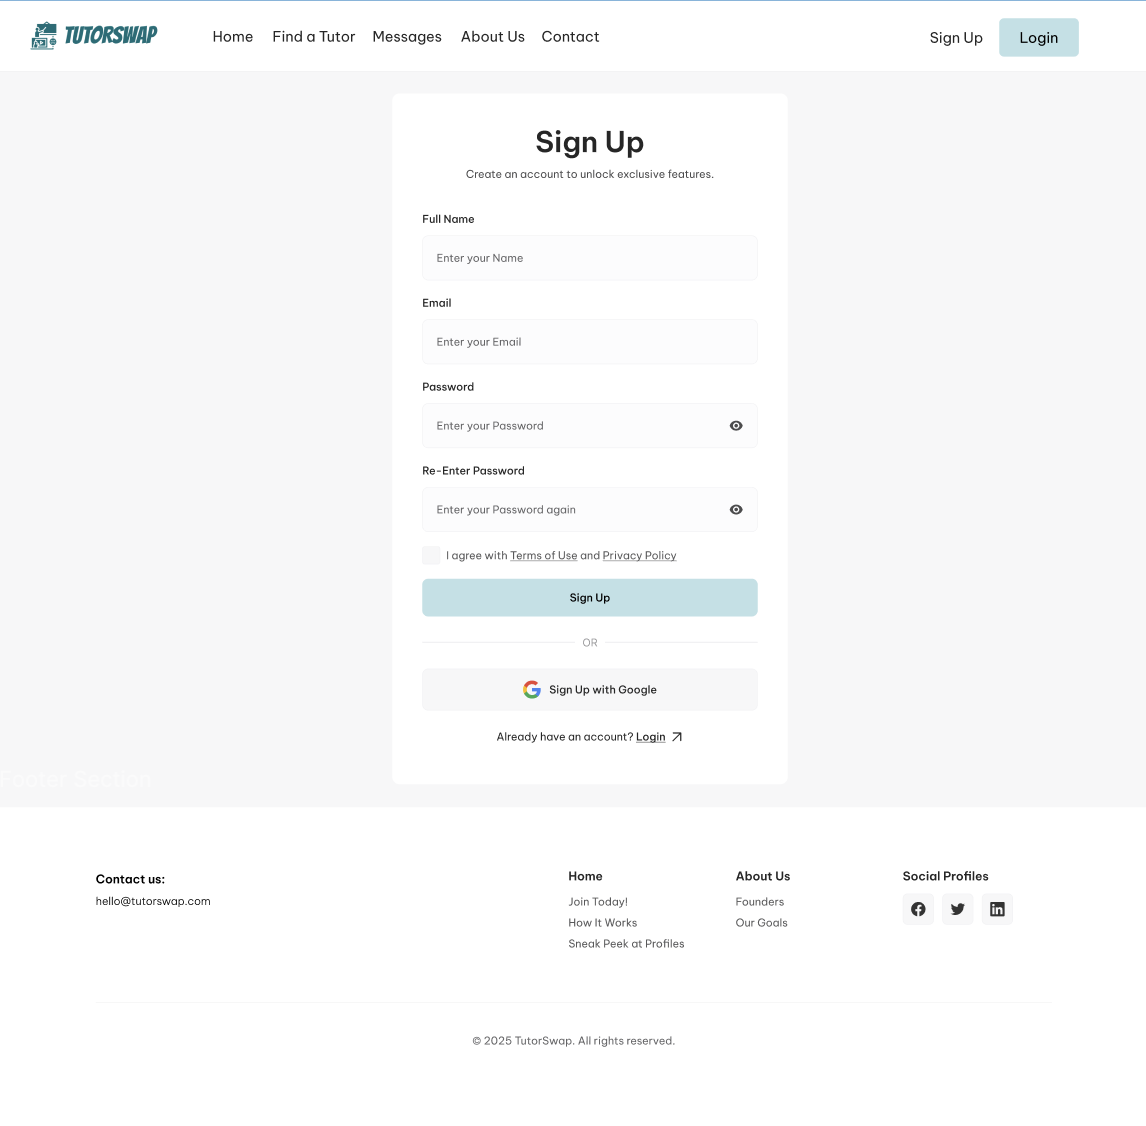 TUTORSWAP
Home Find a Tutor Messages About Us Contact
Sign Up Login
Sign Up
Create an account to unlock exclusive features.
Full Name
Enter your Name
Email
Enter your Email
Password
Enter your Password
Re-Enter Password
Enter your Password again
I agree with Terms of Use and Privacy Policy
Sign Up
OR
Sign Up with Google
Already have an account? Login
Footer Section
Contact us:
hello@tutorswap.com
Home
Join Today!
How It Works
Sneak Peek at Profiles
About Us
Founders
Our Goals
Social Profiles
© 2025 TutorSwap. All rights reserved.